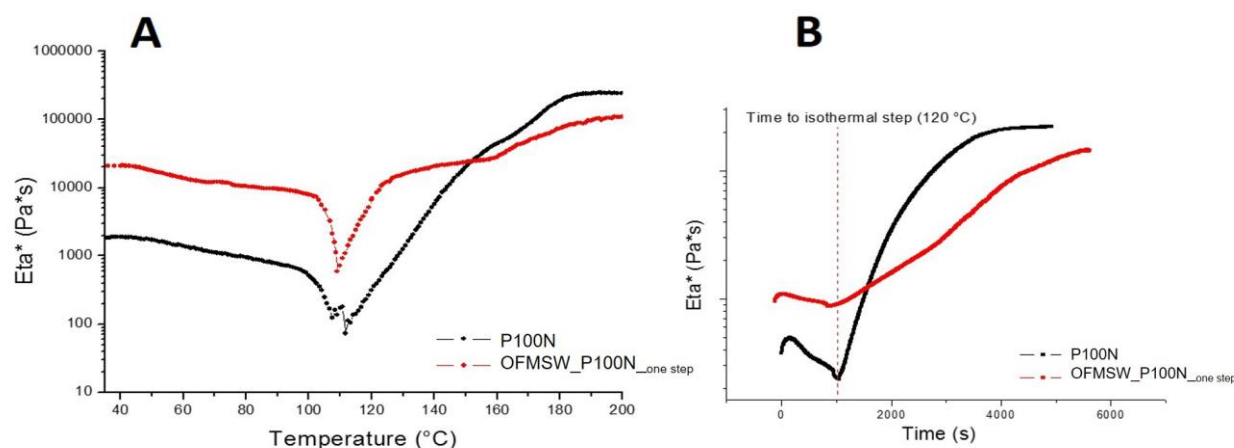 A
1000000
100000
10000
1000
100
10
Eta* (Pa*s)
P100N
OFMSW_P100N_one step
40 60 80 100 120 140 160 180 200
Temperature (°C)
B
Time to isothermal step (120 °C)
Eta* (Pa*s)
P100N
OFMSW_P100N_one step
0 2000 4000 6000
Time (s)